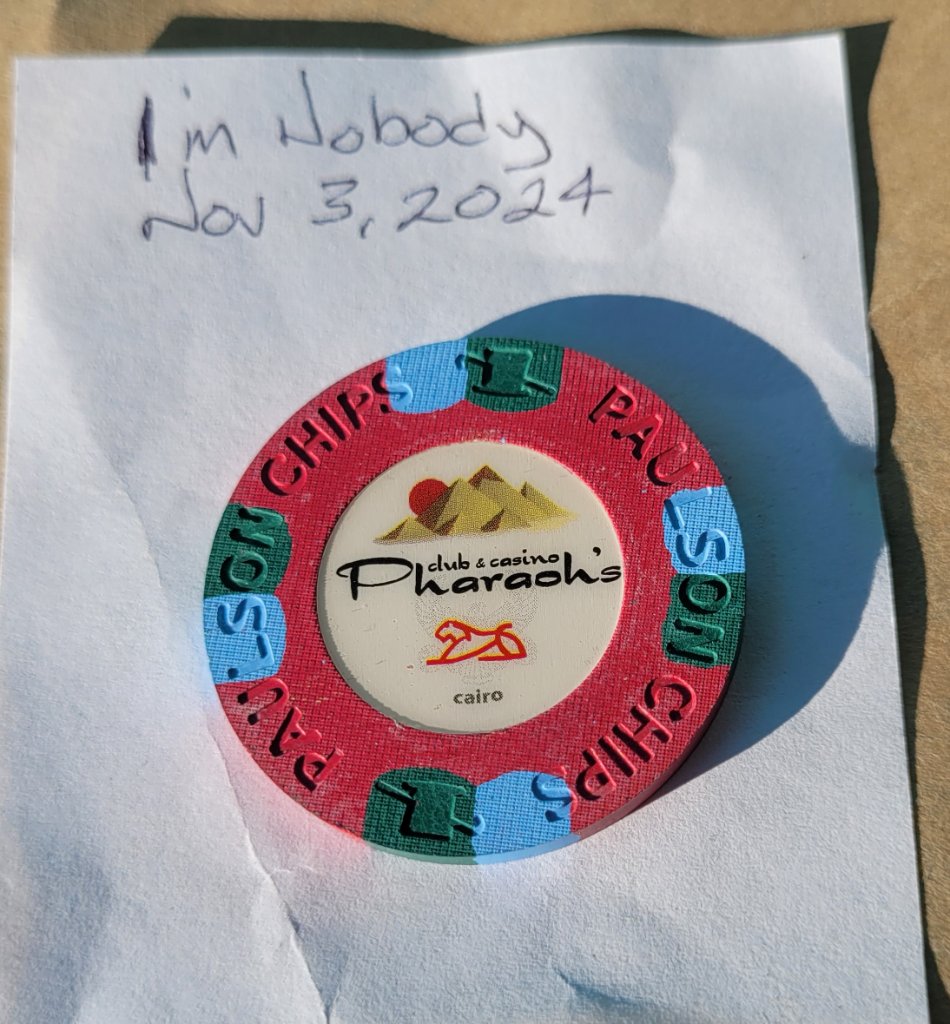 I'm Nobody
Nov 3, 2024
PAULSON CHIPS
PAULSON CHIPS
club & casino
Pharaoh's
cairo